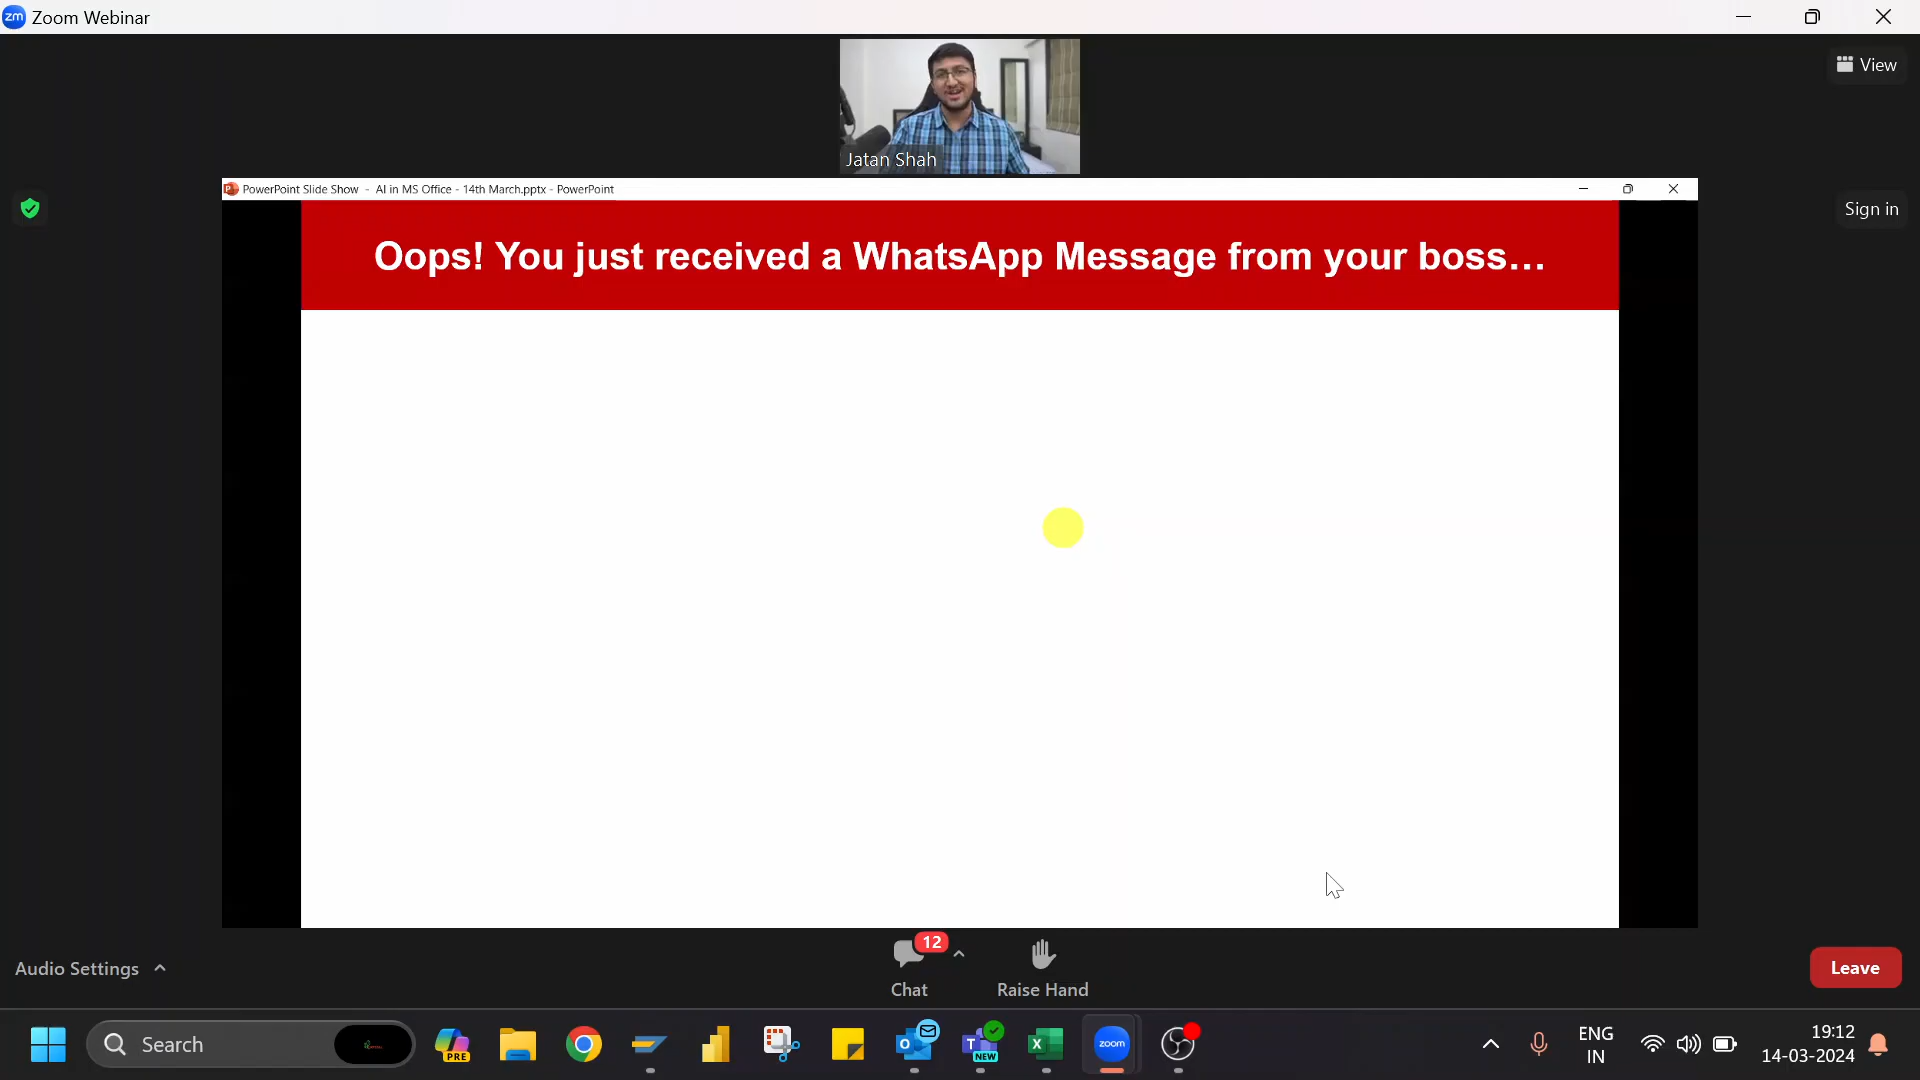 zm Zoom Webinar
View
Jatan Shah
PowerPoint Slide Show - AI in MS Office - 14th March.pptx - PowerPoint
Sign in
Oops! You just received a WhatsApp Message from your boss...
12
Audio Settings
Chat
Raise Hand
Leave
Search
PRE
NEW
zoom
ENG
IN
19:12
14-03-2024